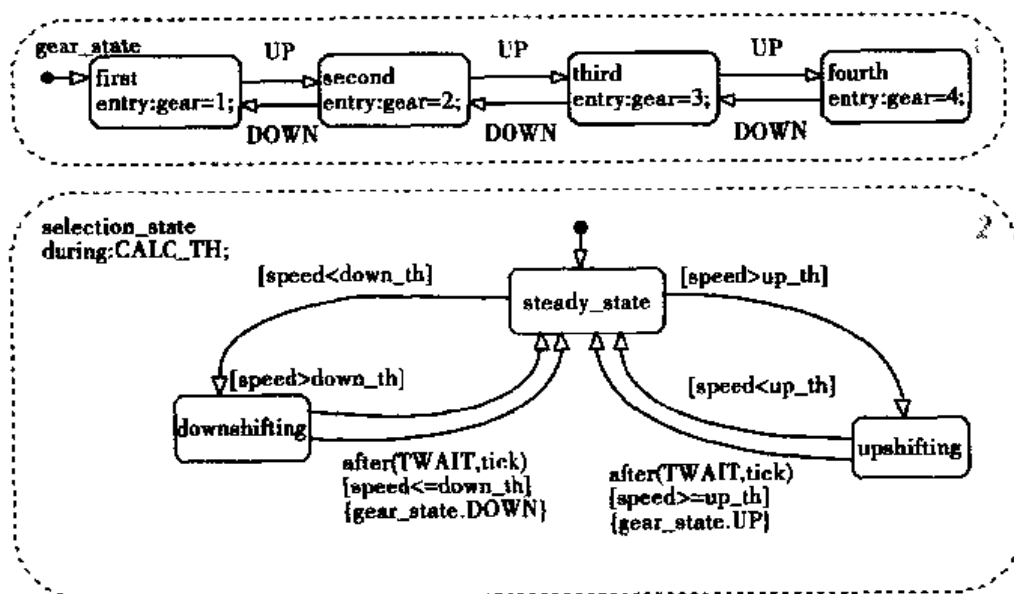 gear_state
1
UP
UP
UP
first
entry:gear=1;
second
entry:gear=2;
third
entry:gear=3;
fourth
entry:gear=4;
DOWN
DOWN
DOWN
selection_state
during:CALC_TH;
2
[speed<down_th]
[speed>up_th]
steady_state
[speed>down_th]
[speed<up_th]
downshifting
upshifting
after(TWAIT,tick)
[speed<=down_th]
{gear_state.DOWN}
after(TWAIT,tick)
[speed>=up_th]
{gear_state.UP}